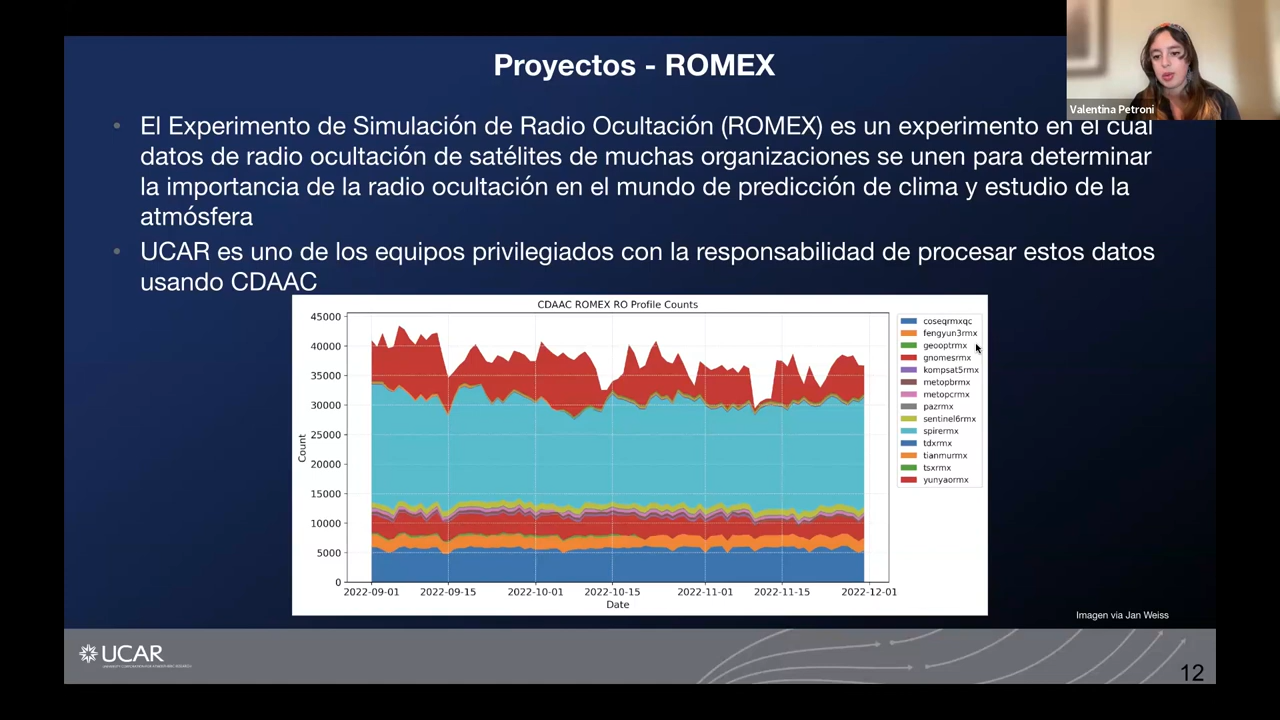 Proyectos - ROMEX
Valentina Petroni
El Experimento de Simulación de Radio Ocultación (ROMEX) es un experimento en el cual
datos de radio ocultación de satélites de muchas organizaciones se unen para determinar
la importancia de la radio ocultación en el mundo de predicción de clima y estudio de la
atmósfera
UCAR es uno de los equipos privilegiados con la responsabilidad de procesar estos datos
usando CDAAC
CDAAC ROMEX RO Profile Counts
45000
40000
35000
30000
25000
20000
15000
10000
5000
0
Count
2022-09-01 2022-09-15 2022-10-01 2022-10-15 2022-11-01 2022-11-15 2022-12-01
Date
coseqrmxqc
fengyun3rmx
geooptrmx
gnomesrmx
kompsat5rmx
metopbrmx
metopcrmx
pazrmx
sentinel6rmx
spirermx
tdxrmx
tianmurmx
tsxrmx
yunyaormx
Imagen via Jan Weiss
UCAR
12